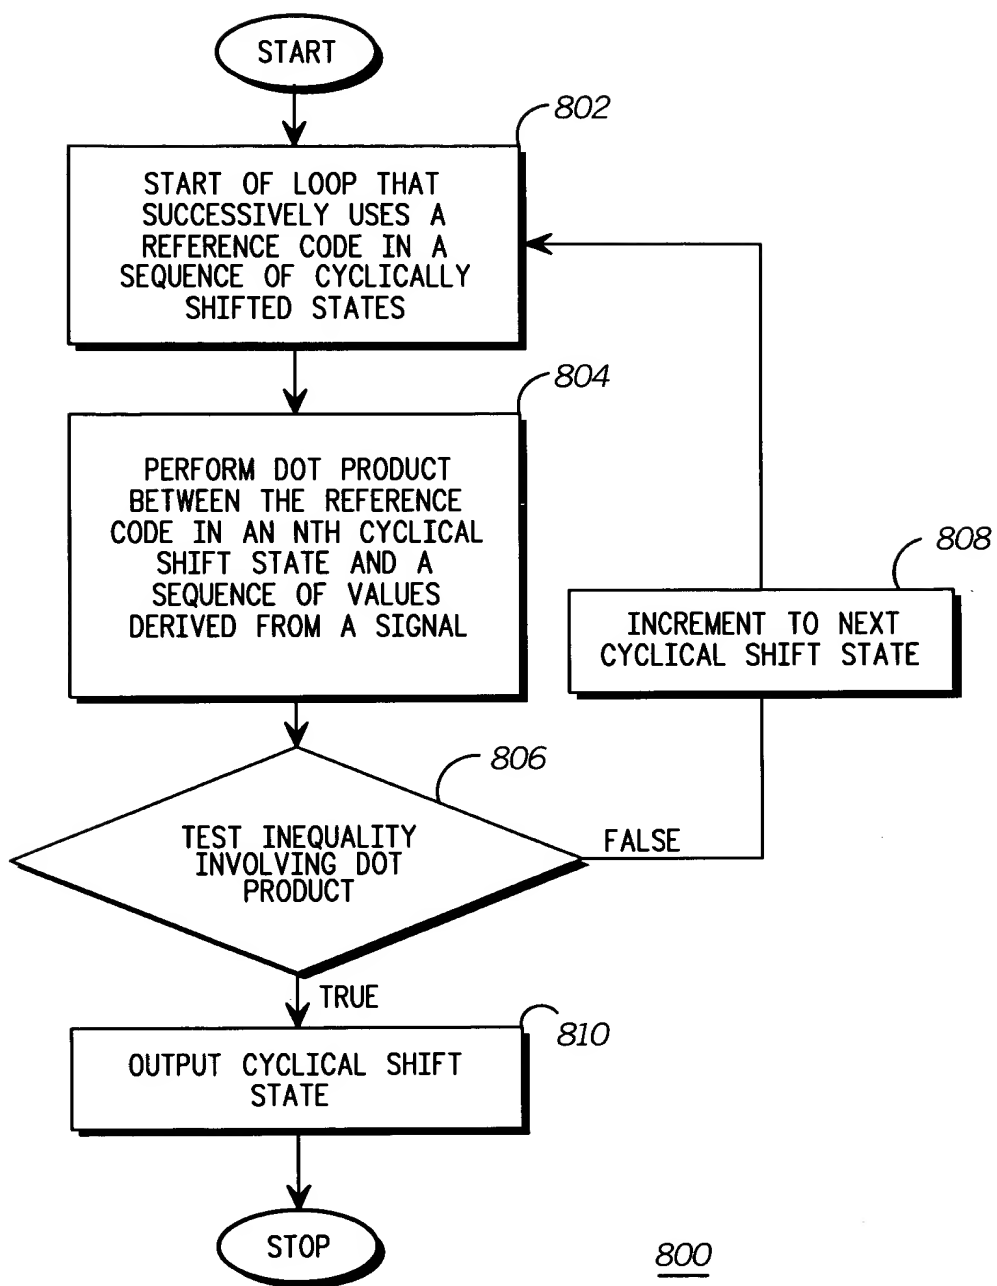 START
802
START OF LOOP THAT
SUCCESSIVELY USES A
REFERENCE CODE IN A
SEQUENCE OF CYCLICALLY
SHIFTED STATES
804
PERFORM DOT PRODUCT
BETWEEN THE REFERENCE
CODE IN AN NTH CYCLICAL
SHIFT STATE AND A
SEQUENCE OF VALUES
DERIVED FROM A SIGNAL
808
INCREMENT TO NEXT
CYCLICAL SHIFT STATE
806
TEST INEQUALITY
INVOLVING DOT
PRODUCT
FALSE
TRUE
810
OUTPUT CYCLICAL SHIFT
STATE
STOP
800